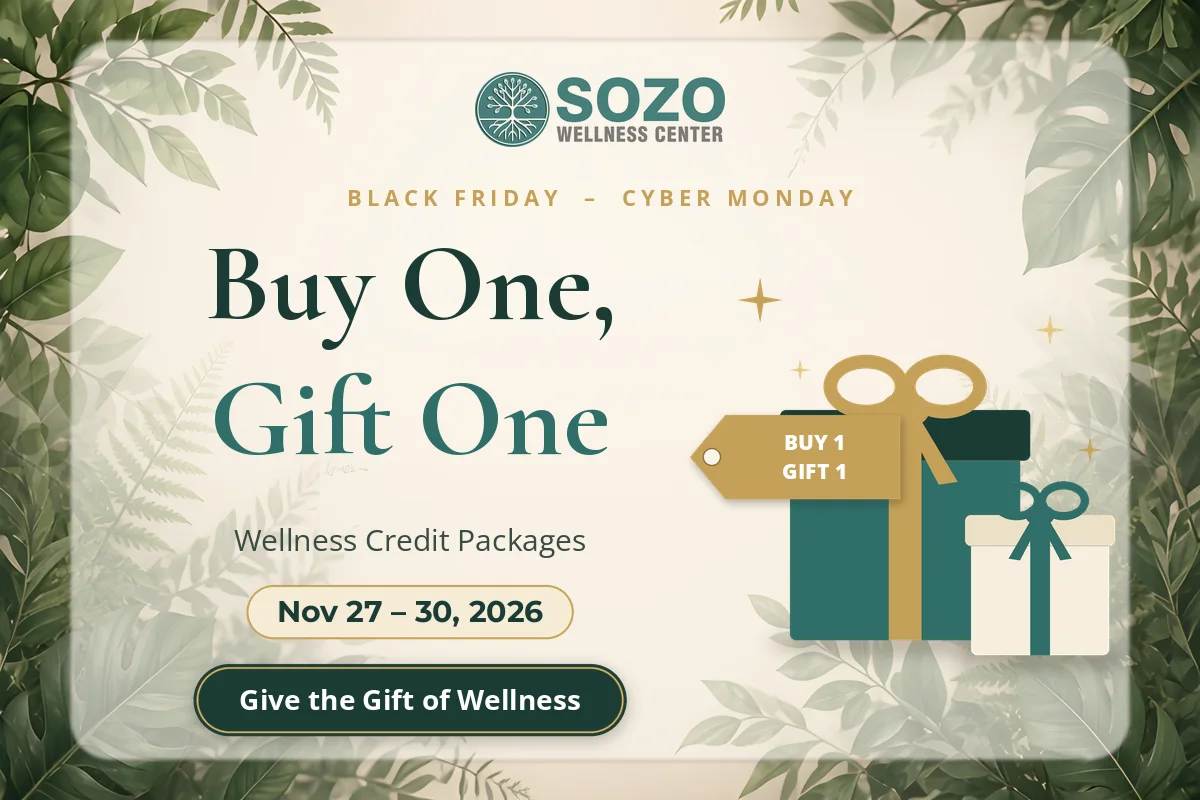 SOZO
WELLNESS CENTER
BLACK FRIDAY – CYBER MONDAY
Buy One,
Gift One
BUY 1
GIFT 1
Wellness Credit Packages
Nov 27 – 30, 2026
Give the Gift of Wellness